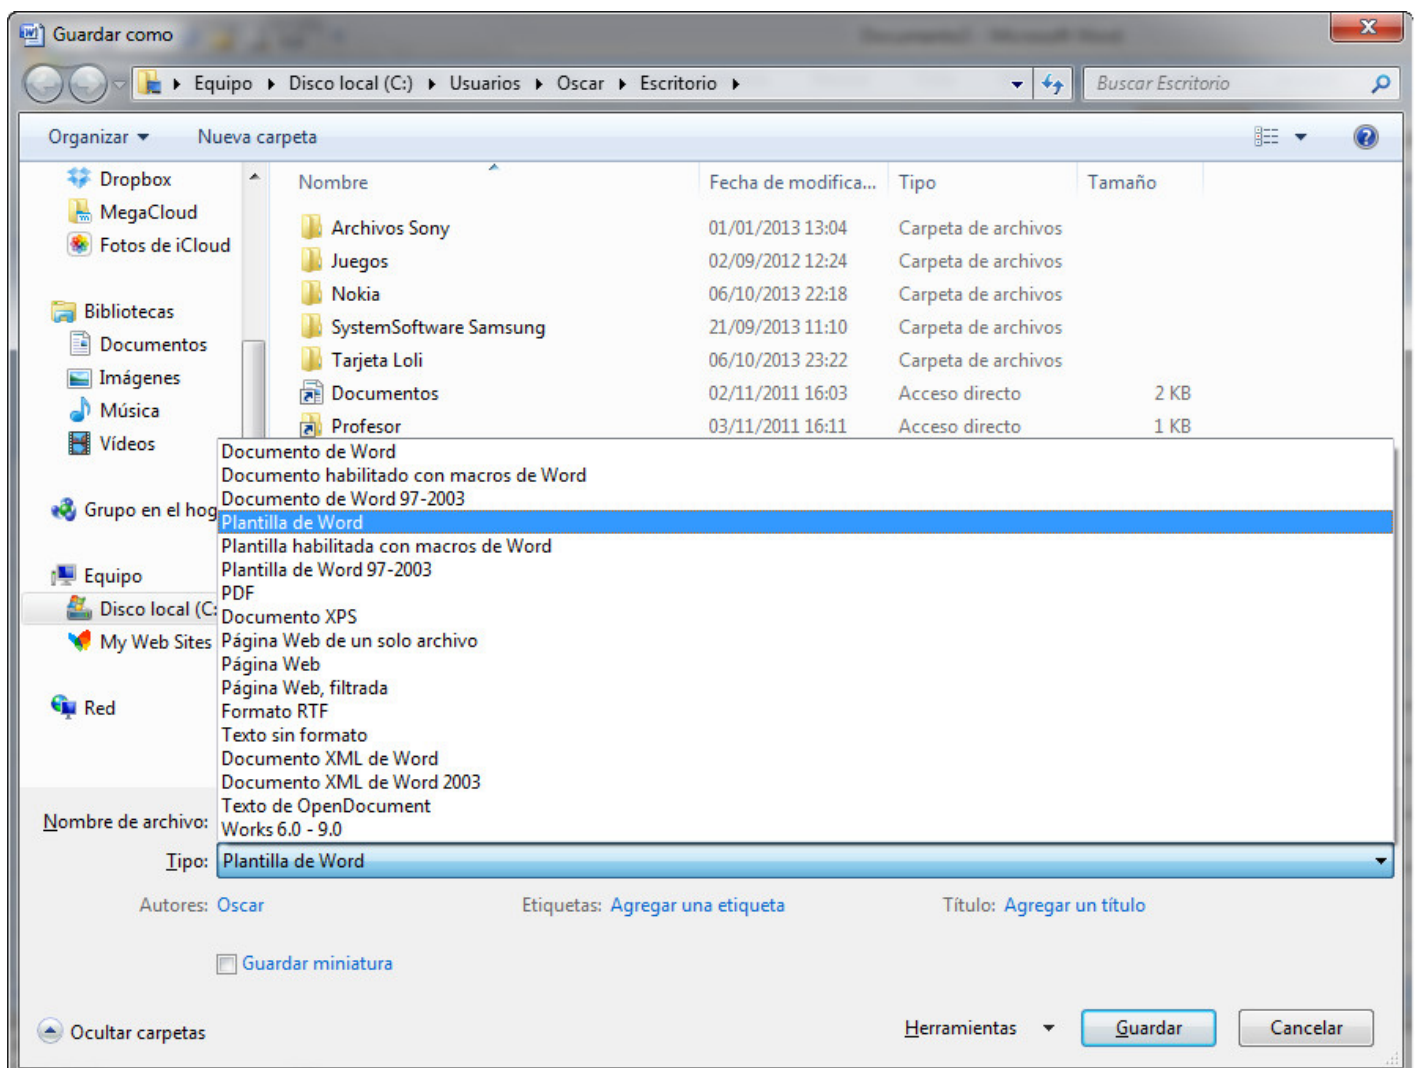 Guardar como
Equipo Disco local (C:) Usuarios Oscar Escritorio Buscar Escritorio
Organizar Nueva carpeta
Dropbox
MegaCloud
Fotos de iCloud
Bibliotecas
Documentos
Imágenes
Música
Vídeos
Grupo en el hog
Equipo
Disco local (C:
My Web Sites
Red
Nombre Fecha de modifica... Tipo Tamaño
Archivos Sony 01/01/2013 13:04 Carpeta de archivos
Juegos 02/09/2012 12:24 Carpeta de archivos
Nokia 06/10/2013 22:18 Carpeta de archivos
SystemSoftware Samsung 21/09/2013 11:10 Carpeta de archivos
Tarjeta Loli 06/10/2013 23:22 Carpeta de archivos
Documentos 02/11/2011 16:03 Acceso directo 2 KB
Profesor 03/11/2011 16:11 Acceso directo 1 KB
Documento de Word
Documento habilitado con macros de Word
Documento de Word 97-2003
Plantilla de Word
Plantilla habilitada con macros de Word
Plantilla de Word 97-2003
PDF
Documento XPS
Página Web de un solo archivo
Página Web
Página Web, filtrada
Formato RTF
Texto sin formato
Documento XML de Word
Documento XML de Word 2003
Texto de OpenDocument
Works 6.0 - 9.0
Nombre de archivo:
Tipo: Plantilla de Word
Autores: Oscar Etiquetas: Agregar una etiqueta Título: Agregar un título
Guardar miniatura
Ocultar carpetas Herramientas Guardar Cancelar